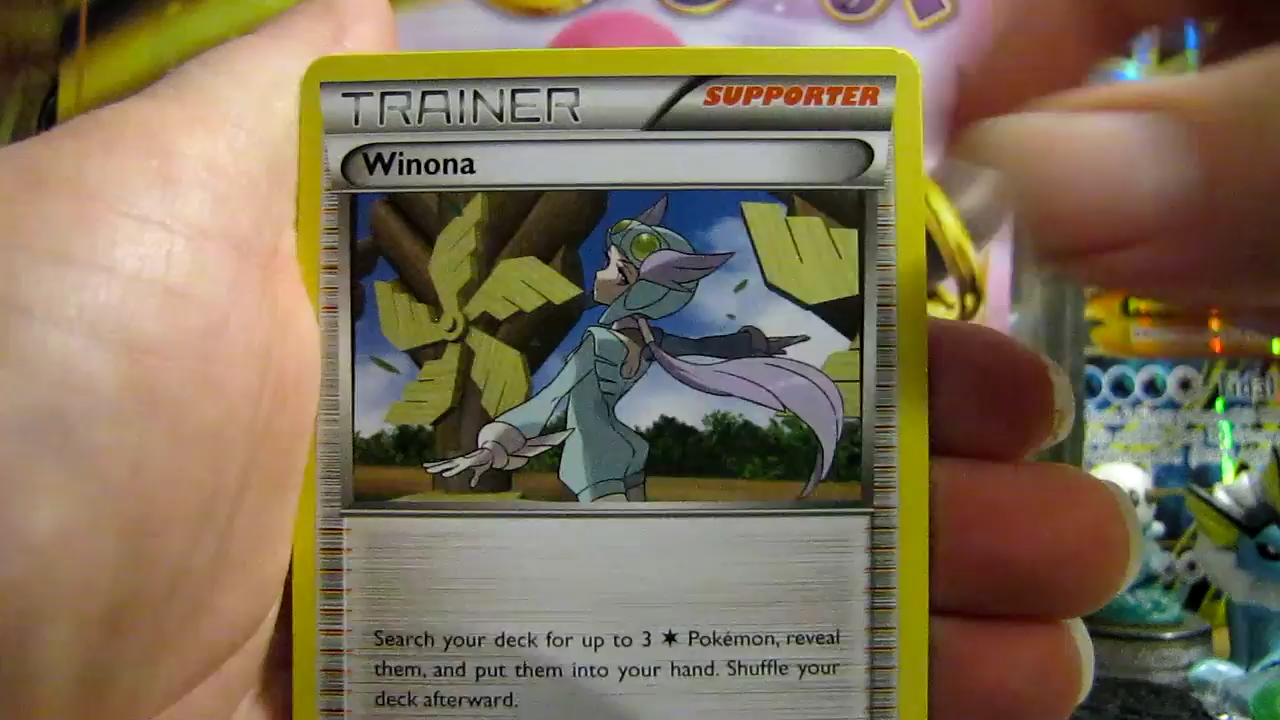 TRAINER
SUPPORTER
Winona
Search your deck for up to 3 ✶ Pokémon, reveal
them, and put them into your hand. Shuffle your
deck afterward.